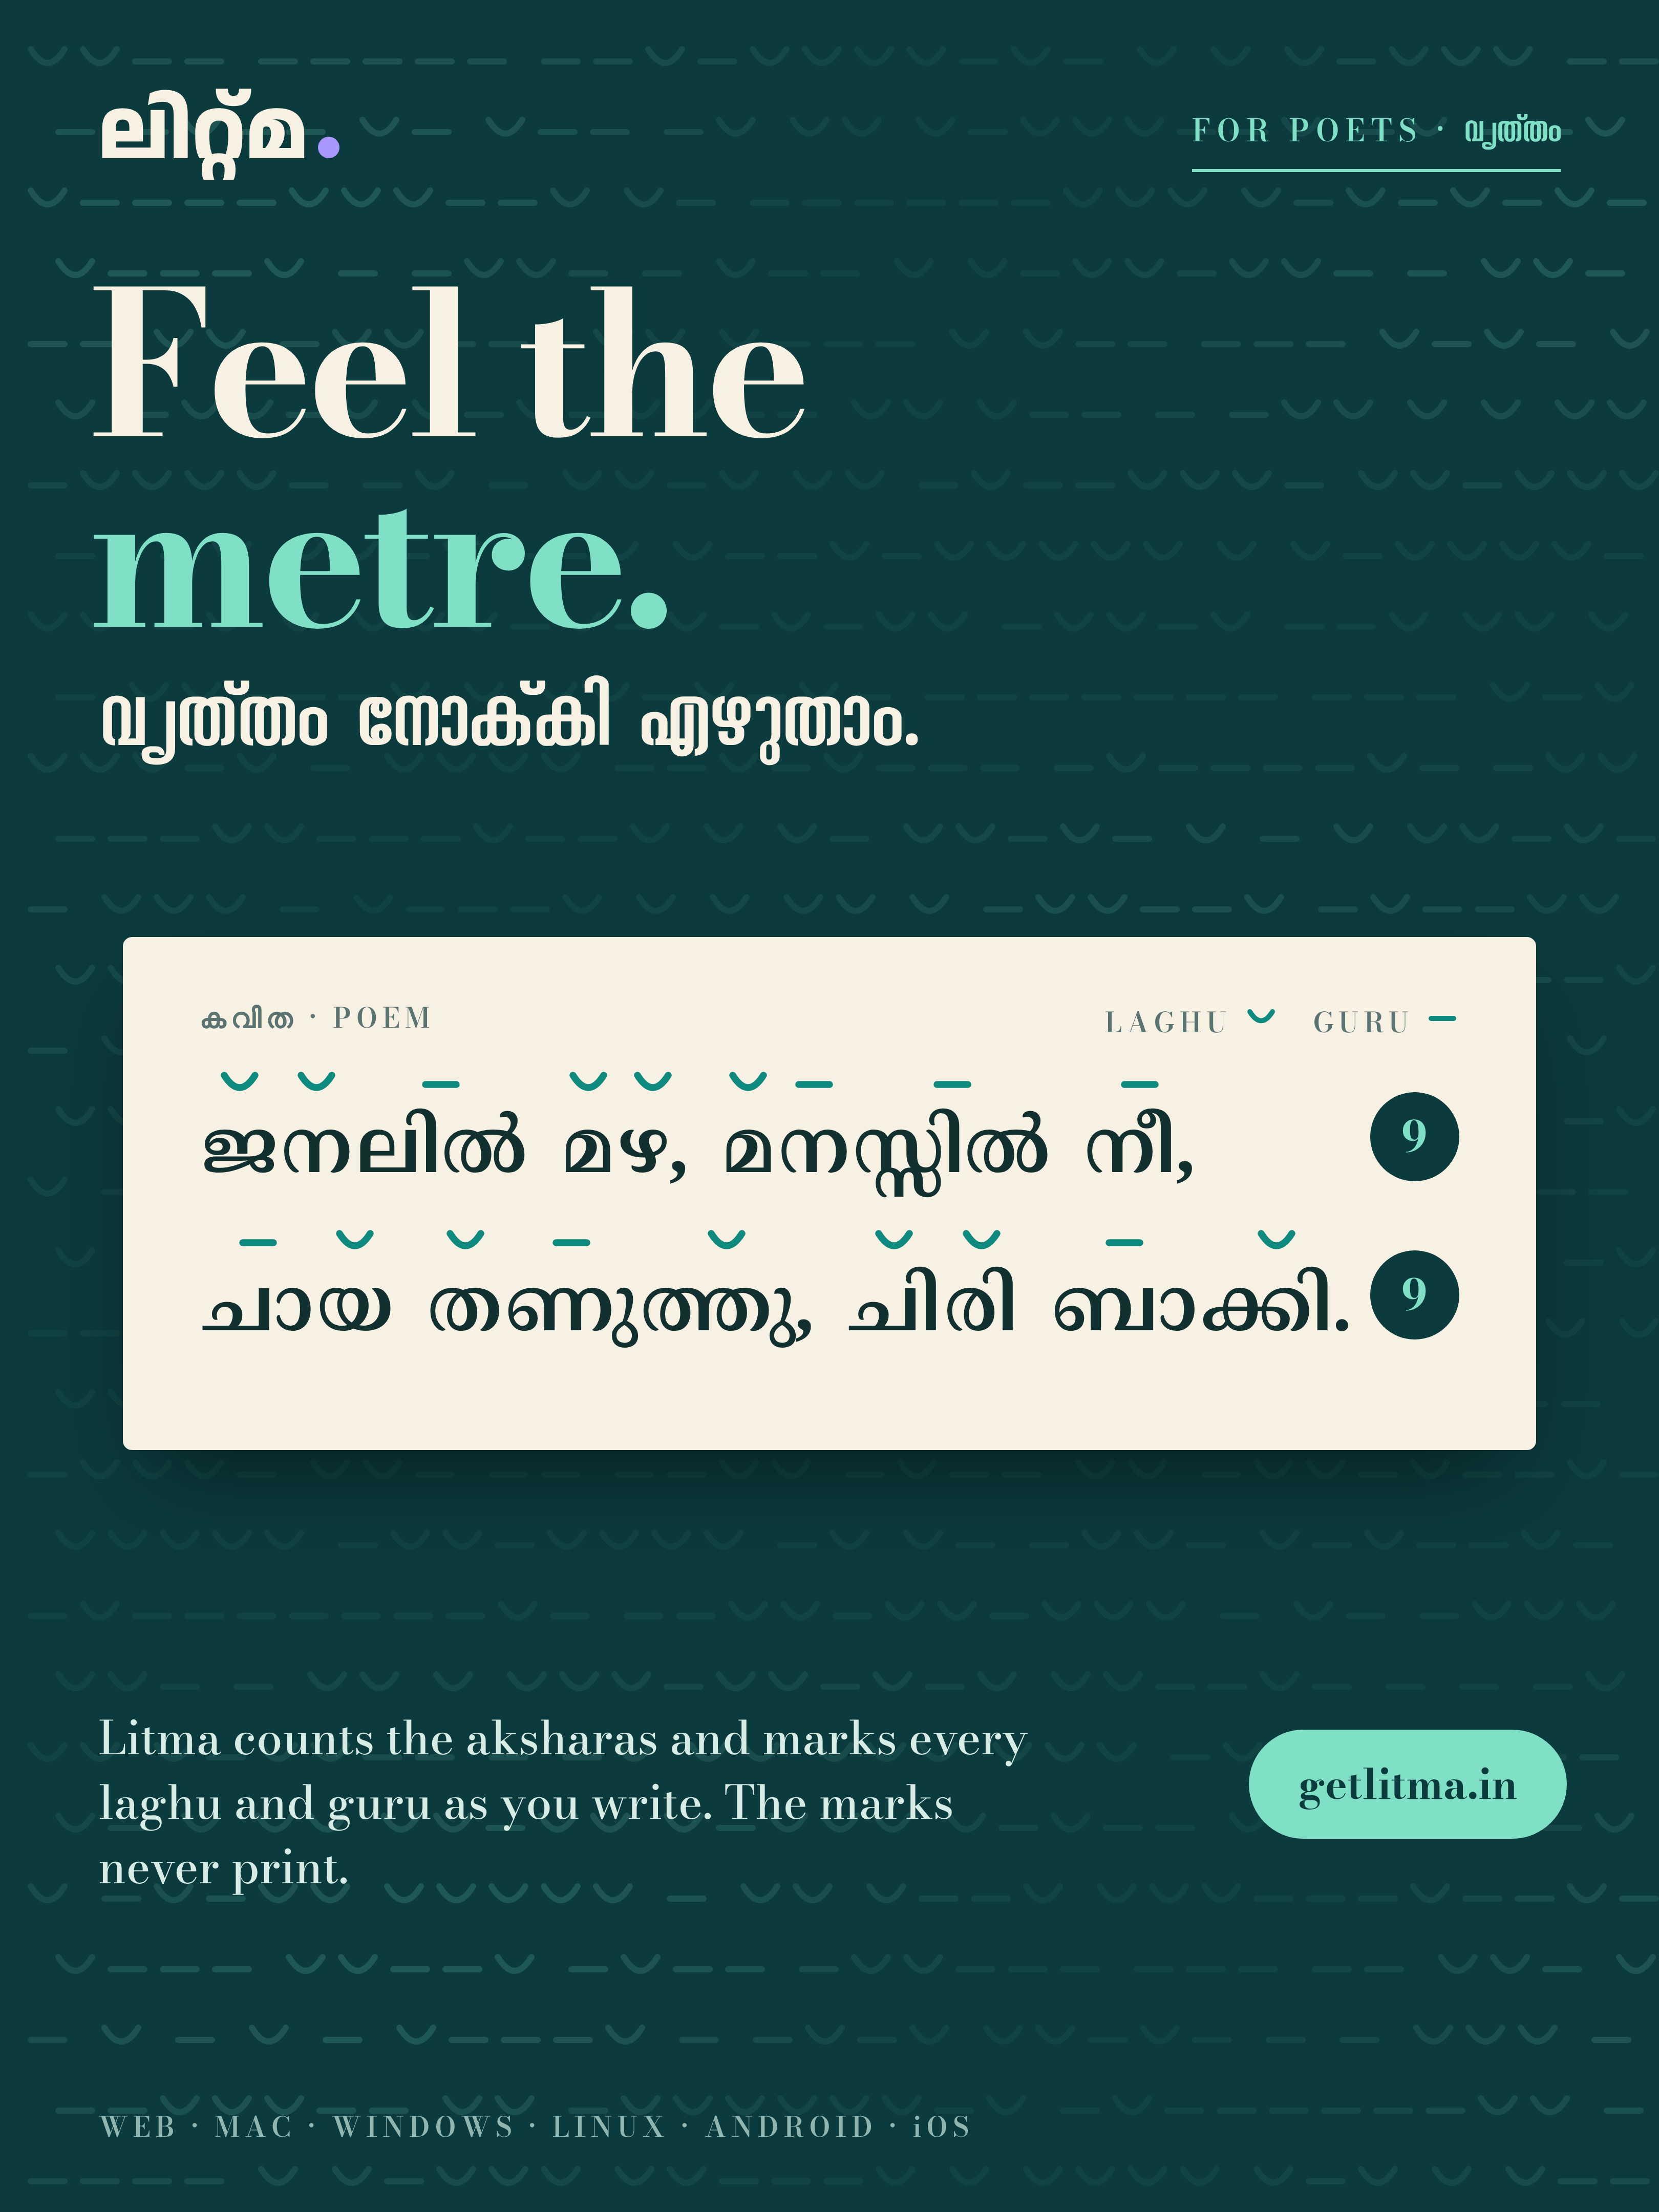 ലിറ്റ്മ.
FOR POETS · വൃത്തം
Feel the
metre.
വൃത്തം നോക്കി എഴുതാം.
കവിത · POEM
LAGHU ⏑ GURU –
ജനലിൽ മഴ, മനസ്സിൽ നീ, 9
ചായ തണുത്തു, ചിരി ബാക്കി. 9
Litma counts the aksharas and marks every
laghu and guru as you write. The marks
never print.
getlitma.in
WEB · MAC · WINDOWS · LINUX · ANDROID · iOS